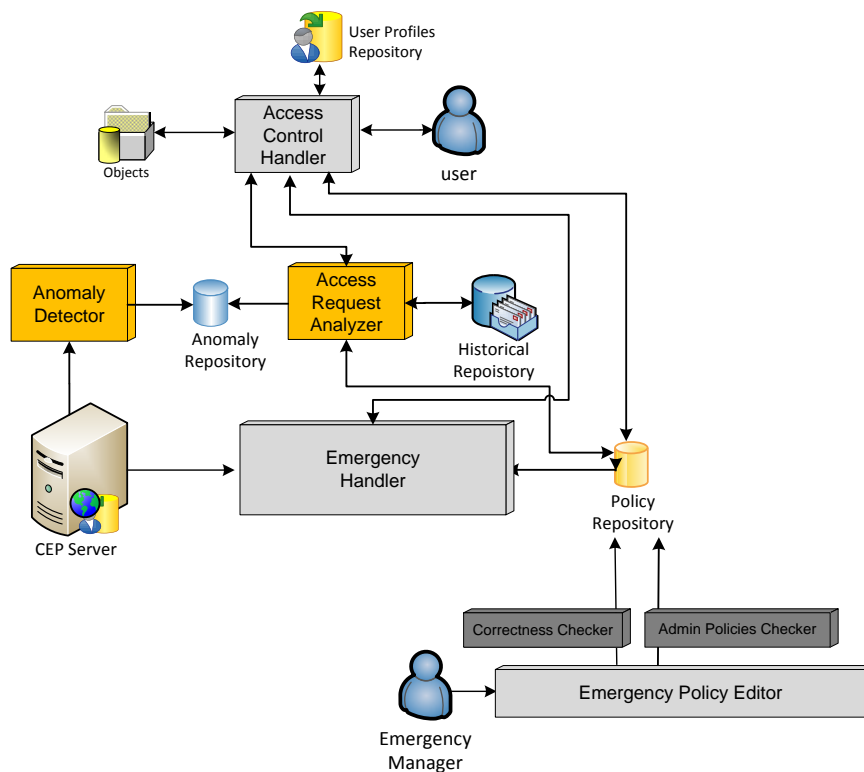 User Profiles
Repository
Access
Control
Handler
Objects
user
Anomaly
Detector
Anomaly
Repository
Access
Request
Analyzer
Historical
Repoistory
Emergency
Handler
CEP Server
Policy
Repository
Correctness Checker
Admin Policies Checker
Emergency Policy Editor
Emergency
Manager